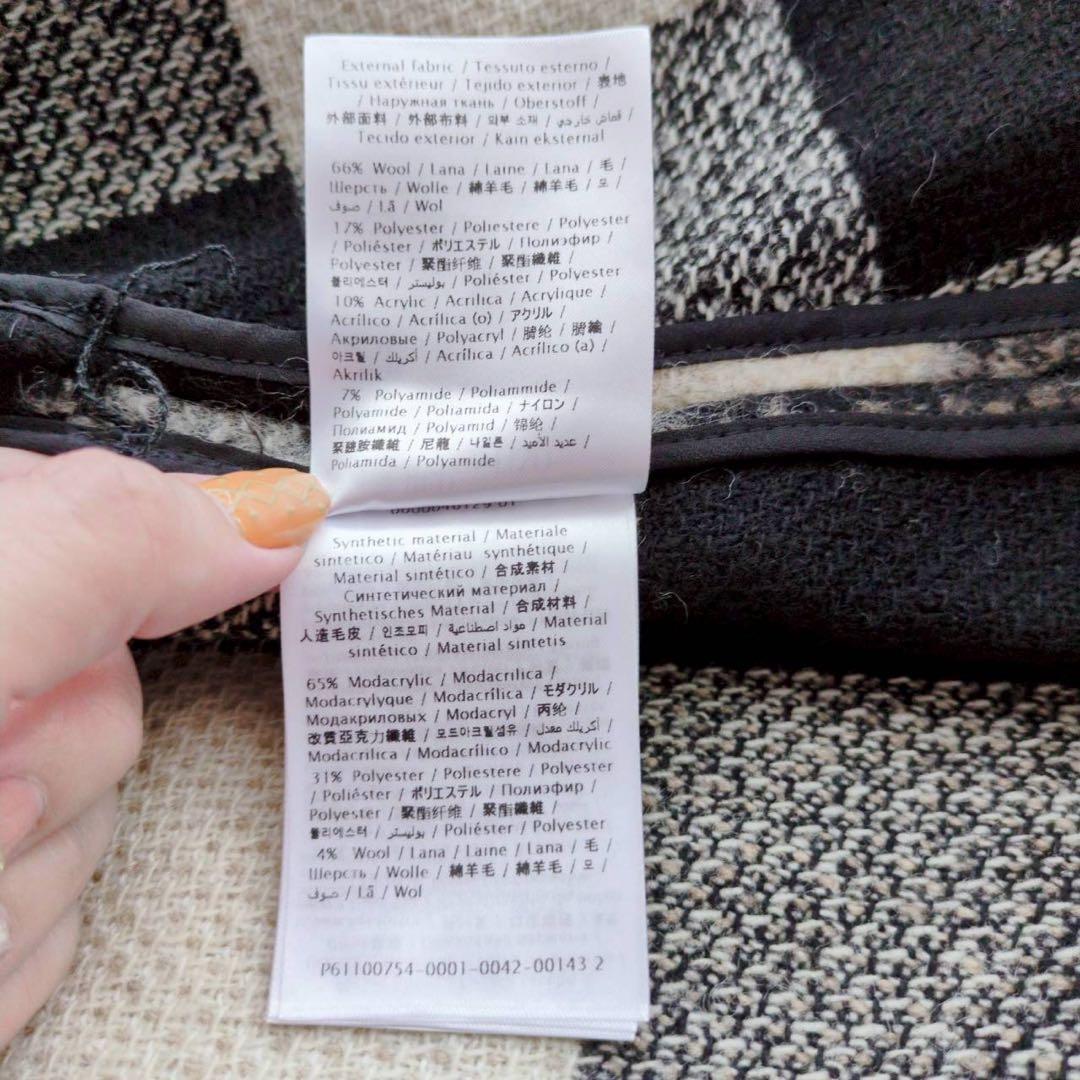 External fabric / Tessuto esterno /
Tissu extérieur / Tejido exterior / 表地
/ Наружная ткань / Oberstoff /
外部面料 / 外部布料 / 외부 소재 / قماش خارجي /
Tecido exterior / Kain eksternal
66% Wool / Lana / Laine / Lana / 毛 /
Шерсть / Wolle / 綿羊毛 / 綿羊毛 / 모 /
صوف / Lã / Wol
17% Polyester / Poliestere / Polyester
/ Poliéster / ポリエステル / Полиэфир /
Polyester / 聚酯纤维 / 聚酯纖維 /
폴리에스터 / بوليستر / Poliéster / Polyester
10% Acrylic / Acrilica / Acrylique /
Acrílico / Acrílica (o) / アクリル /
Акриловые / Polyacryl / 腈纶 / 腈綸 /
아크릴 / أكريلك / Acrílica / Acrílico (a) /
Akrilik
7% Polyamide / Poliammide /
Polyamide / Poliamida / ナイロン /
Полиамид / Polyamid / 锦纶 /
聚醯胺纖維 / 尼龍 / 나일론 / عديد الأميد /
Poliamida / Polyamide
Synthetic material / Materiale
sintetico / Matériau synthétique /
Material sintético / 合成素材 /
Синтетический материал /
Synthetisches Material / 合成材料 /
人造毛皮 / 인조모피 / مواد اصطناعية / Material
sintético / Material sintetis
65% Modacrylic / Modacrilica /
Modacrylyque / Modacrílica / モダクリル /
Модакриловых / Modacryl / 丙纶 /
改質亞克力纖維 / 모드아크릴섬유 / أكريلك معدل /
Modacrílica / Modacrílico / Modacrylic
31% Polyester / Poliestere / Polyester
/ Poliéster / ポリエステル / Полиэфир /
Polyester / 聚酯纤维 / 聚酯纖維 /
폴리에스터 / بوليستر / Poliéster / Polyester
4% Wool / Lana / Laine / Lana / 毛 /
Шерсть / Wolle / 綿羊毛 / 綿羊毛 / 모 /
صوف / Lã / Wol
P61100754-0001-0042-00143 2